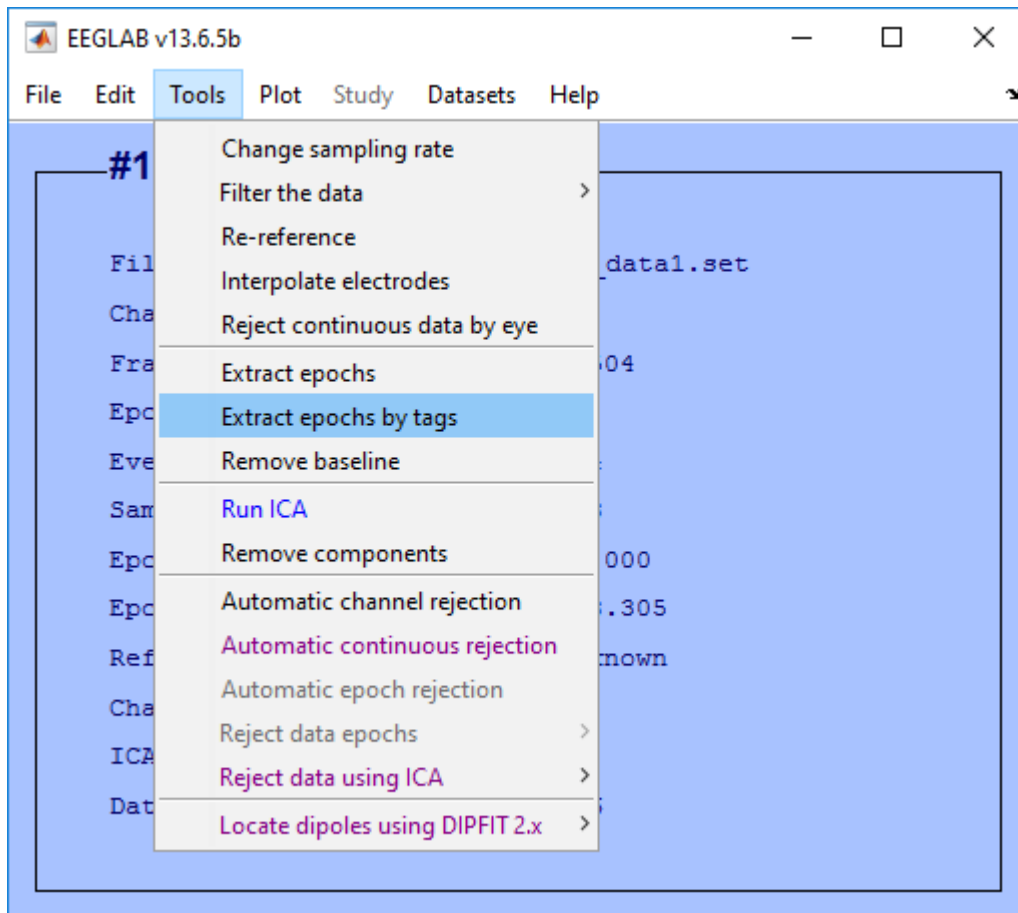 EEGLAB v13.6.5b
File Edit Tools Plot Study Datasets Help
#1
Change sampling rate
Filter the data
Re-reference
Fil _data1.set
Interpolate electrodes
Cha
Reject continuous data by eye
Fra 04
Extract epochs
Epo
Extract epochs by tags
Eve
Remove baseline
Sam
Run ICA
Epo 000
Remove components
Epo .305
Automatic channel rejection
Ref nown
Automatic continuous rejection
Automatic epoch rejection
Cha
Reject data epochs
ICA
Reject data using ICA
Dat
Locate dipoles using DIPFIT 2.x